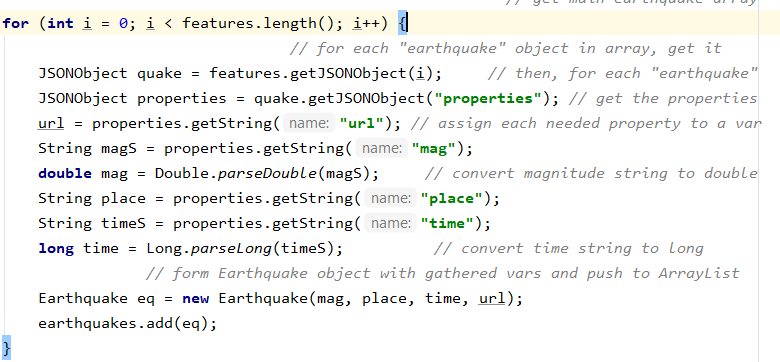 // get main earthquake array
for (int i = 0; i < features.length(); i++) {
// for each "earthquake" object in array, get it
JSONObject quake = features.getJSONObject(i); // then, for each "earthquake"
JSONObject properties = quake.getJSONObject("properties"); // get the properties
url = properties.getString( name: "url"); // assign each needed property to a var
String magS = properties.getString( name: "mag");
double mag = Double.parseDouble(magS); // convert magnitude string to double
String place = properties.getString( name: "place");
String timeS = properties.getString( name: "time");
long time = Long.parseLong(timeS); // convert time string to long
// form Earthquake object with gathered vars and push to ArrayList
Earthquake eq = new Earthquake(mag, place, time, url);
earthquakes.add(eq);
}